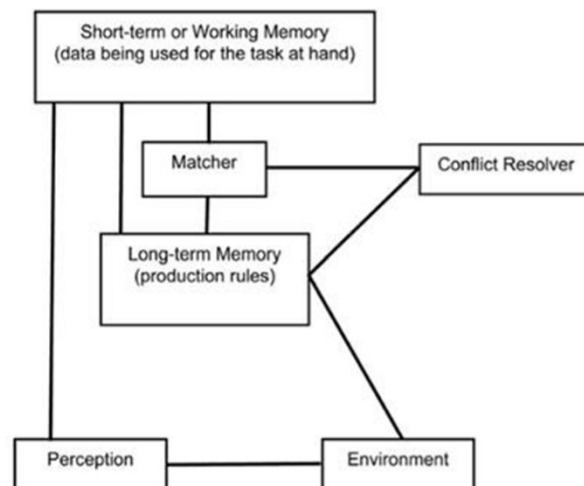 Short-term or Working Memory
(data being used for the task at hand)
Matcher
Conflict Resolver
Long-term Memory
(production rules)
Perception
Environment